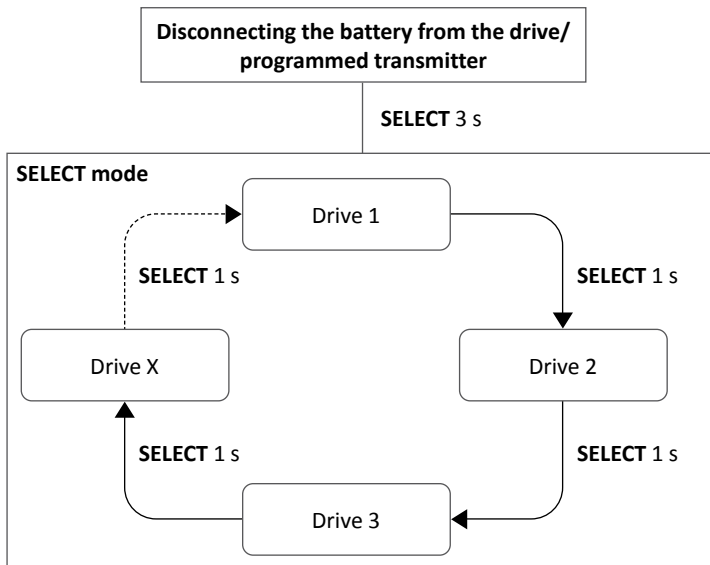 Disconnecting the battery from the drive/
programmed transmitter
SELECT 3 s
SELECT mode
Drive 1
SELECT 1 s
SELECT 1 s
Drive X
Drive 2
SELECT 1 s
SELECT 1 s
Drive 3